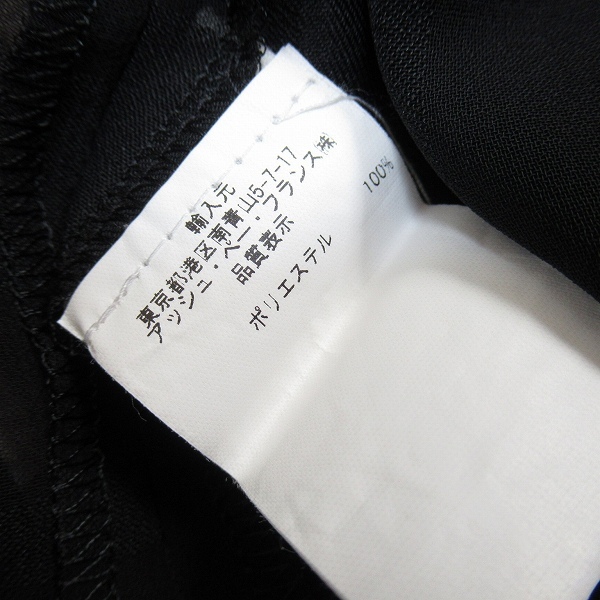 輸入元
東京都港区南青山5-7-17
アッシュ・ペー・フランス㈱
品質表示
ポリエステル 100%